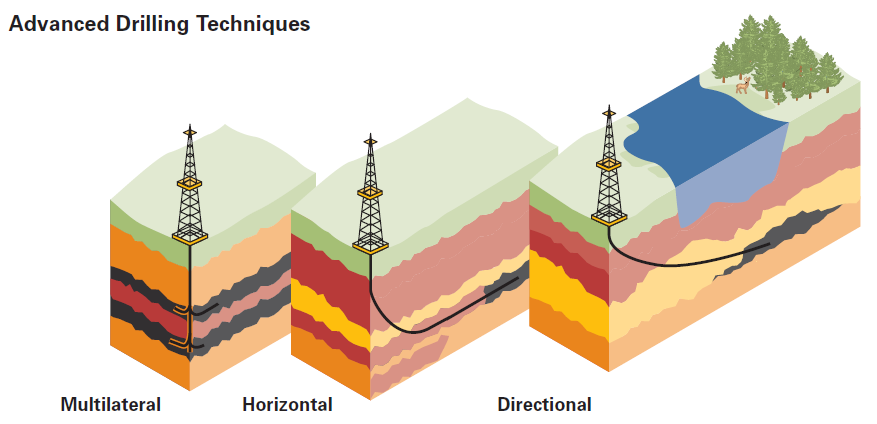 Advanced Drilling Techniques
Multilateral
Horizontal
Directional